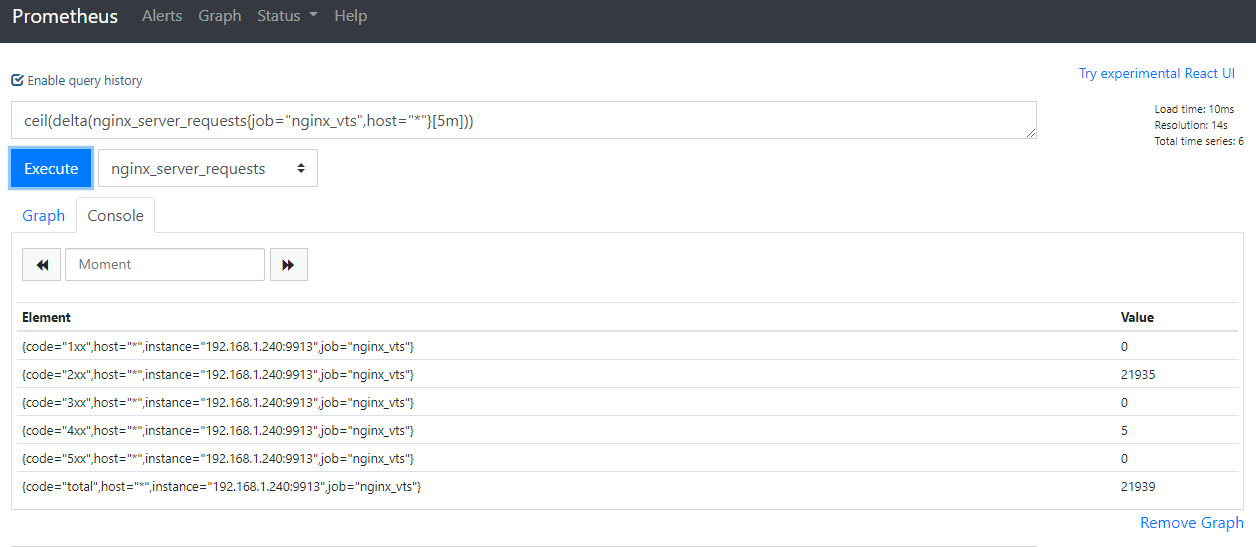 Prometheus Alerts Graph Status Help
Enable query history
Try experimental React UI
ceil(delta(nginx_server_requests{job="nginx_vts",host="*"}[5m]))
Load time: 10ms
Resolution: 14s
Total time series: 6
Execute nginx_server_requests
Graph Console
Moment
Element Value
{code="1xx",host="*",instance="192.168.1.240:9913",job="nginx_vts"} 0
{code="2xx",host="*",instance="192.168.1.240:9913",job="nginx_vts"} 21935
{code="3xx",host="*",instance="192.168.1.240:9913",job="nginx_vts"} 0
{code="4xx",host="*",instance="192.168.1.240:9913",job="nginx_vts"} 5
{code="5xx",host="*",instance="192.168.1.240:9913",job="nginx_vts"} 0
{code="total",host="*",instance="192.168.1.240:9913",job="nginx_vts"} 21939
Remove Graph